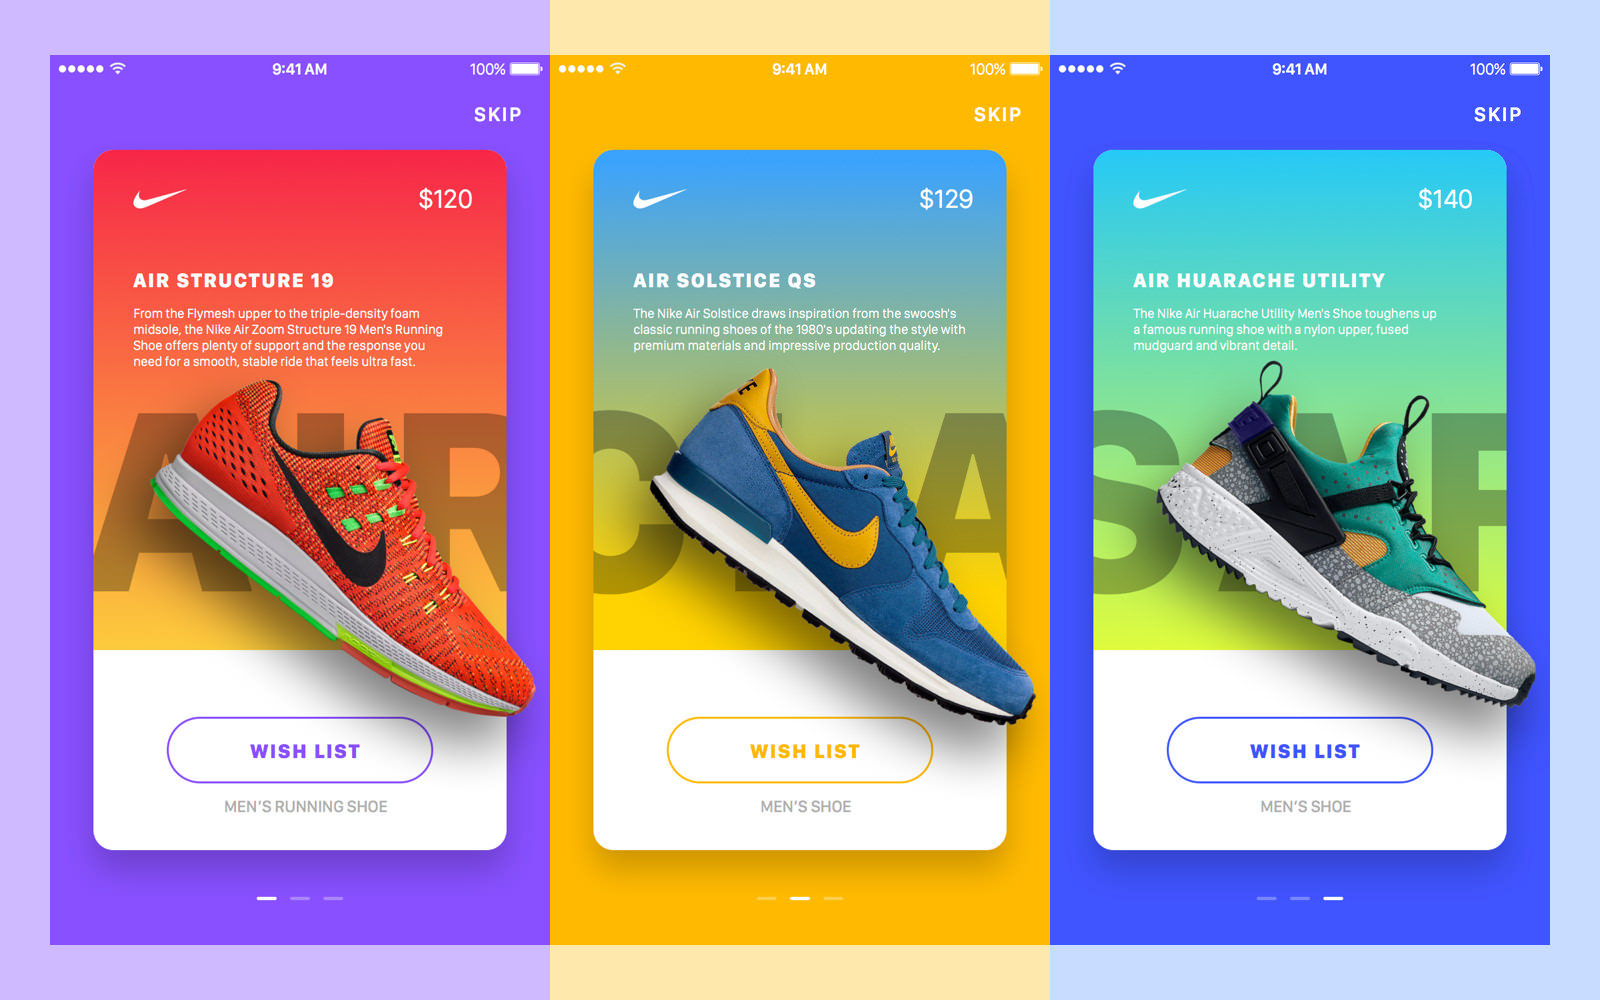 9:41 AM
100%
SKIP
$120
AIR STRUCTURE 19
From the Flymesh upper to the triple-density foam
midsole, the Nike Air Zoom Structure 19 Men's Running
Shoe offers plenty of support and the response you
need for a smooth, stable ride that feels ultra fast.
AIR
WISH LIST
MEN'S RUNNING SHOE
9:41 AM
100%
SKIP
$129
AIR SOLSTICE QS
The Nike Air Solstice draws inspiration from the swoosh's
classic running shoes of the 1980's updating the style with
premium materials and impressive production quality.
WISH LIST
MEN'S SHOE
9:41 AM
100%
SKIP
$140
AIR HUARACHE UTILITY
The Nike Air Huarache Utility Men's Shoe toughens up
a famous running shoe with a nylon upper, fused
mudguard and vibrant detail.
WISH LIST
MEN'S SHOE